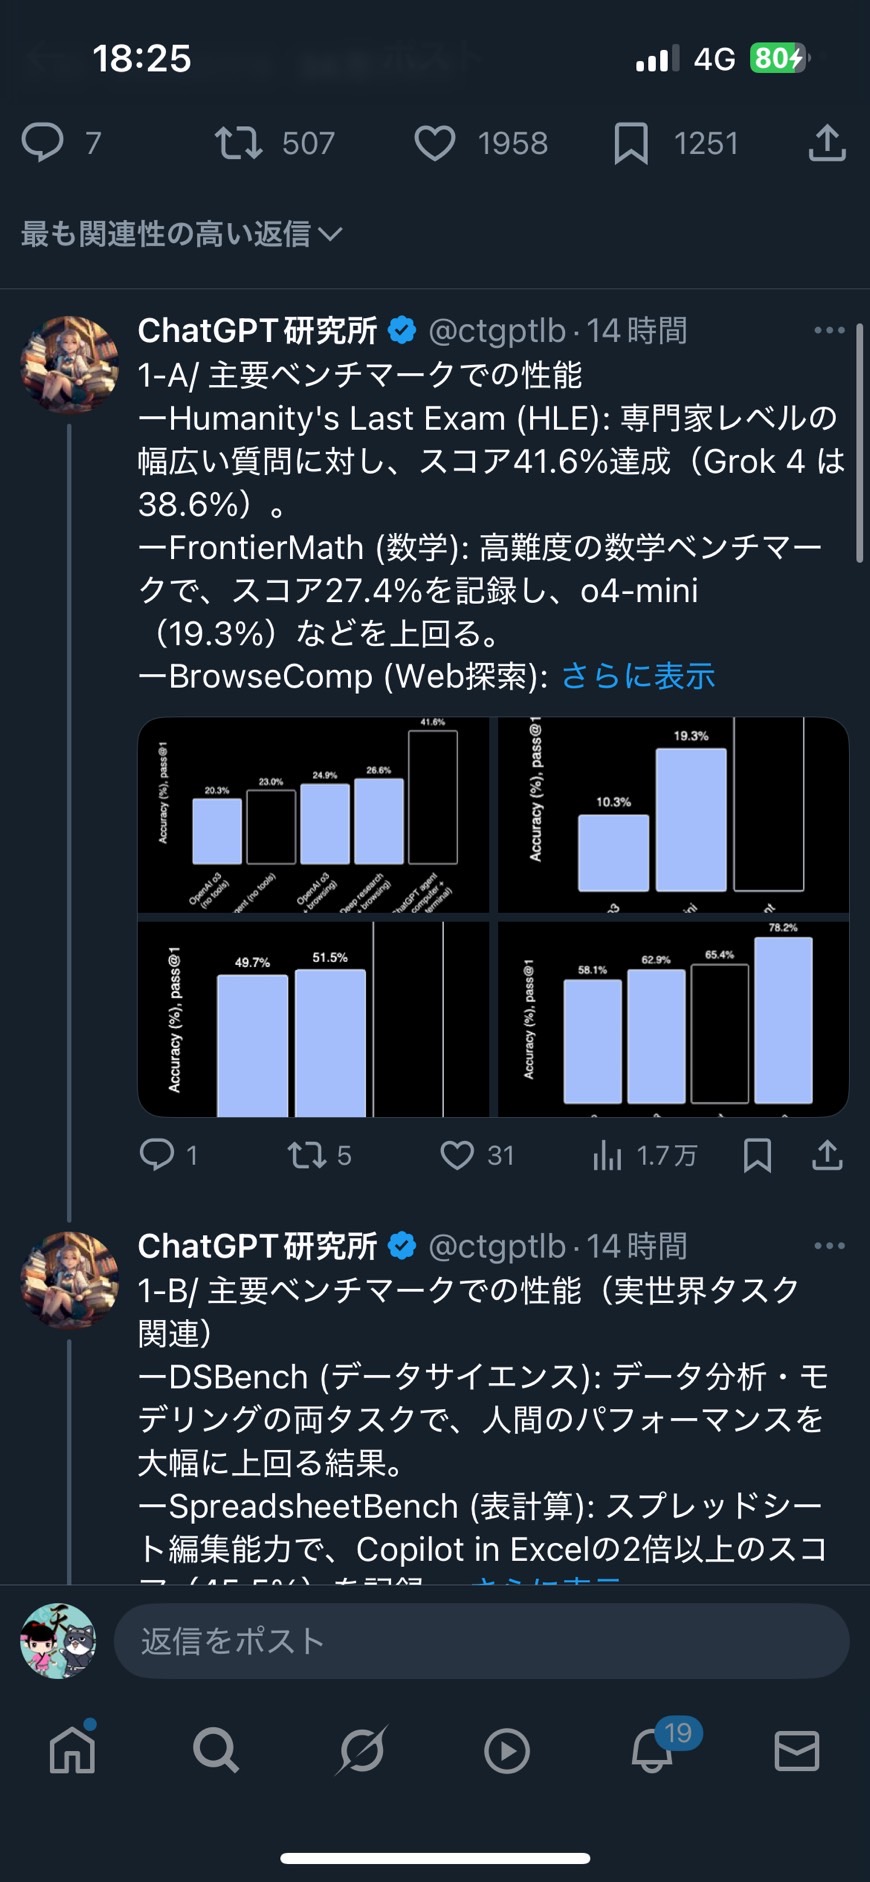 18:25
4G
80
7
507
1958
1251
最も関連性の高い返信
ChatGPT研究所
@ctgptlb · 14時間
1-A/ 主要ベンチマークでの性能
ーHumanity's Last Exam (HLE): 専門家レベルの
幅広い質問に対し、スコア41.6%達成（Grok 4 は
38.6%）。
ーFrontierMath (数学): 高難度の数学ベンチマー
クで、スコア27.4%を記録し、o4-mini
（19.3%）などを上回る。
ーBrowseComp (Web探索): さらに表示
Accuracy (%), pass@1
20.3%
23.0%
24.9%
26.6%
41.6%
OpenAI o3
(no tools)
ent (no tools)
OpenAI o3
+ browsing)
Deep research
+ browsing)
hatGPT agent
computer +
terminal)
Accuracy (%), pass@1
10.3%
19.3%
Accuracy (%), pass@1
49.7%
51.5%
Accuracy (%), pass@1
58.1%
62.9%
65.4%
78.2%
1
5
31
1.7万
ChatGPT研究所
@ctgptlb · 14時間
1-B/ 主要ベンチマークでの性能（実世界タスク
関連）
ーDSBench (データサイエンス): データ分析・モ
デリングの両タスクで、人間のパフォーマンスを
大幅に上回る結果。
ーSpreadsheetBench (表計算): スプレッドシー
ト編集能力で、Copilot in Excelの2倍以上のスコ
ア（45.5%）を記録。 さらに表示
天
返信をポスト
19